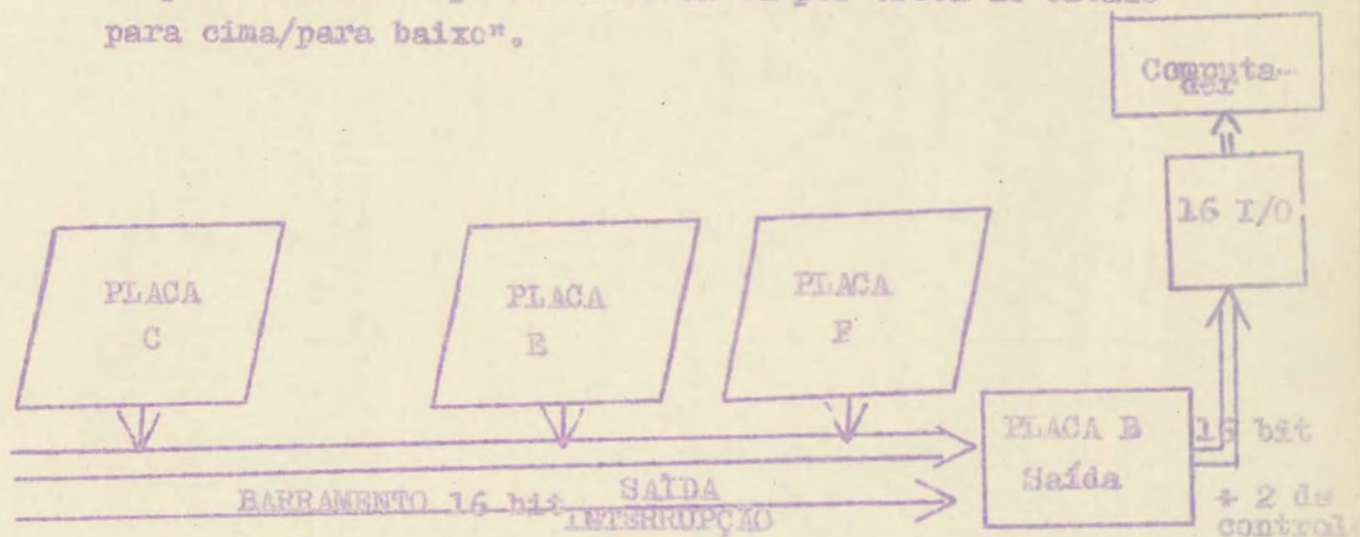 para cima/para baixo".
Computa-
dor
16 I/O
PLACA
C
PLACA
E
PLACA
F
PLACA B
Saída
16 bit
+ 2 de
controle
BARRAMENTO 16 bit SAÍDA
INTERRUPÇÃO